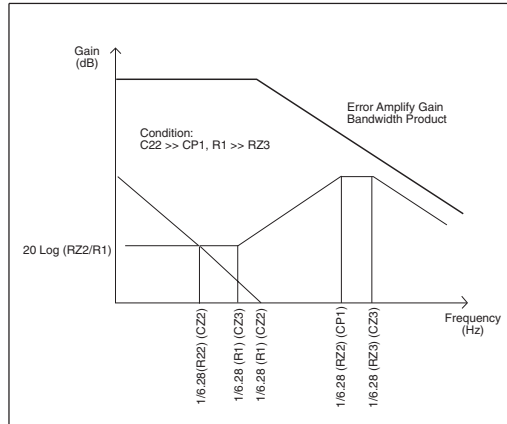 Gain
(dB)
Error Amplify Gain
Bandwidth Product
Condition:
C22 >> CP1, R1 >> RZ3
20 Log (RZ2/R1)
Frequency
(Hz)
1/6.28(R22) (CZ2)
1/6.28 (R1) (CZ3)
1/6.28 (R1) (CZ2)
1/6.28 (RZ2) (CP1)
1/6.28 (RZ3) (CZ3)